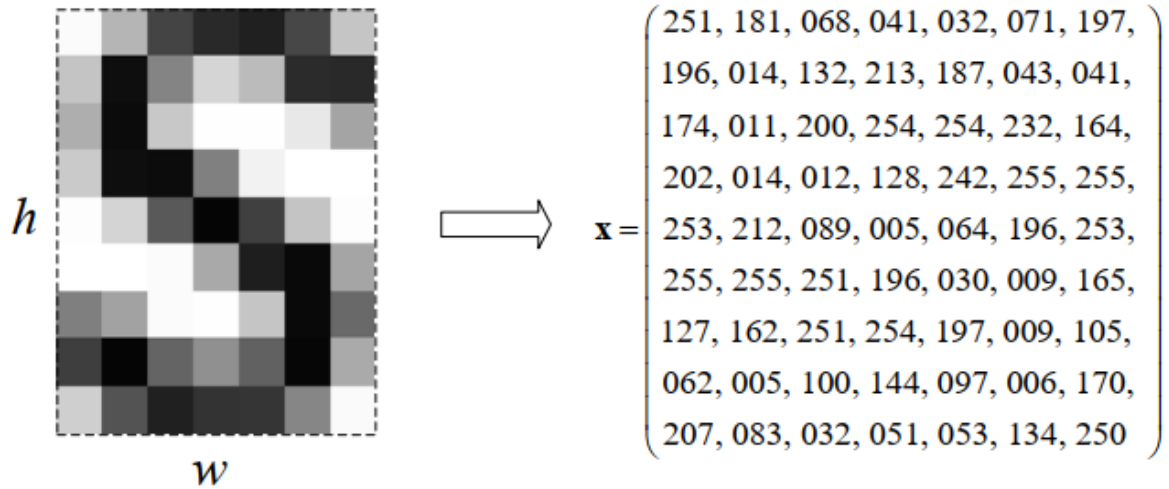 251, 181, 068, 041, 032, 071, 197,
196, 014, 132, 213, 187, 043, 041,
174, 011, 200, 254, 254, 232, 164,
202, 014, 012, 128, 242, 255, 255,
h
x = 253, 212, 089, 005, 064, 196, 253,
255, 255, 251, 196, 030, 009, 165,
127, 162, 251, 254, 197, 009, 105,
062, 005, 100, 144, 097, 006, 170,
207, 083, 032, 051, 053, 134, 250
w